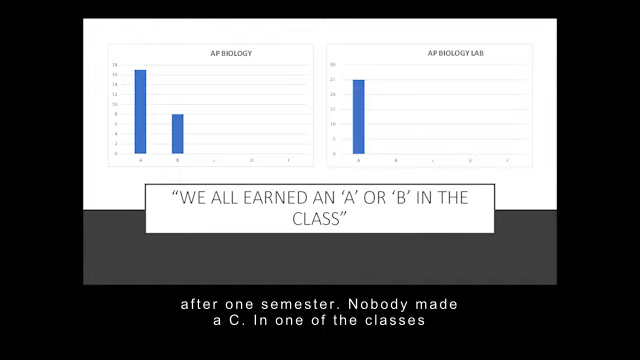 AP BIOLOGY
18
16
14
12
10
8
6
4
2
0
A B C D F
AP BIOLOGY LAB
30
25
20
15
10
5
0
A B C D F
"WE ALL EARNED AN 'A' OR 'B' IN THE
CLASS"
after one semester. Nobody made
a C. In one of the classes